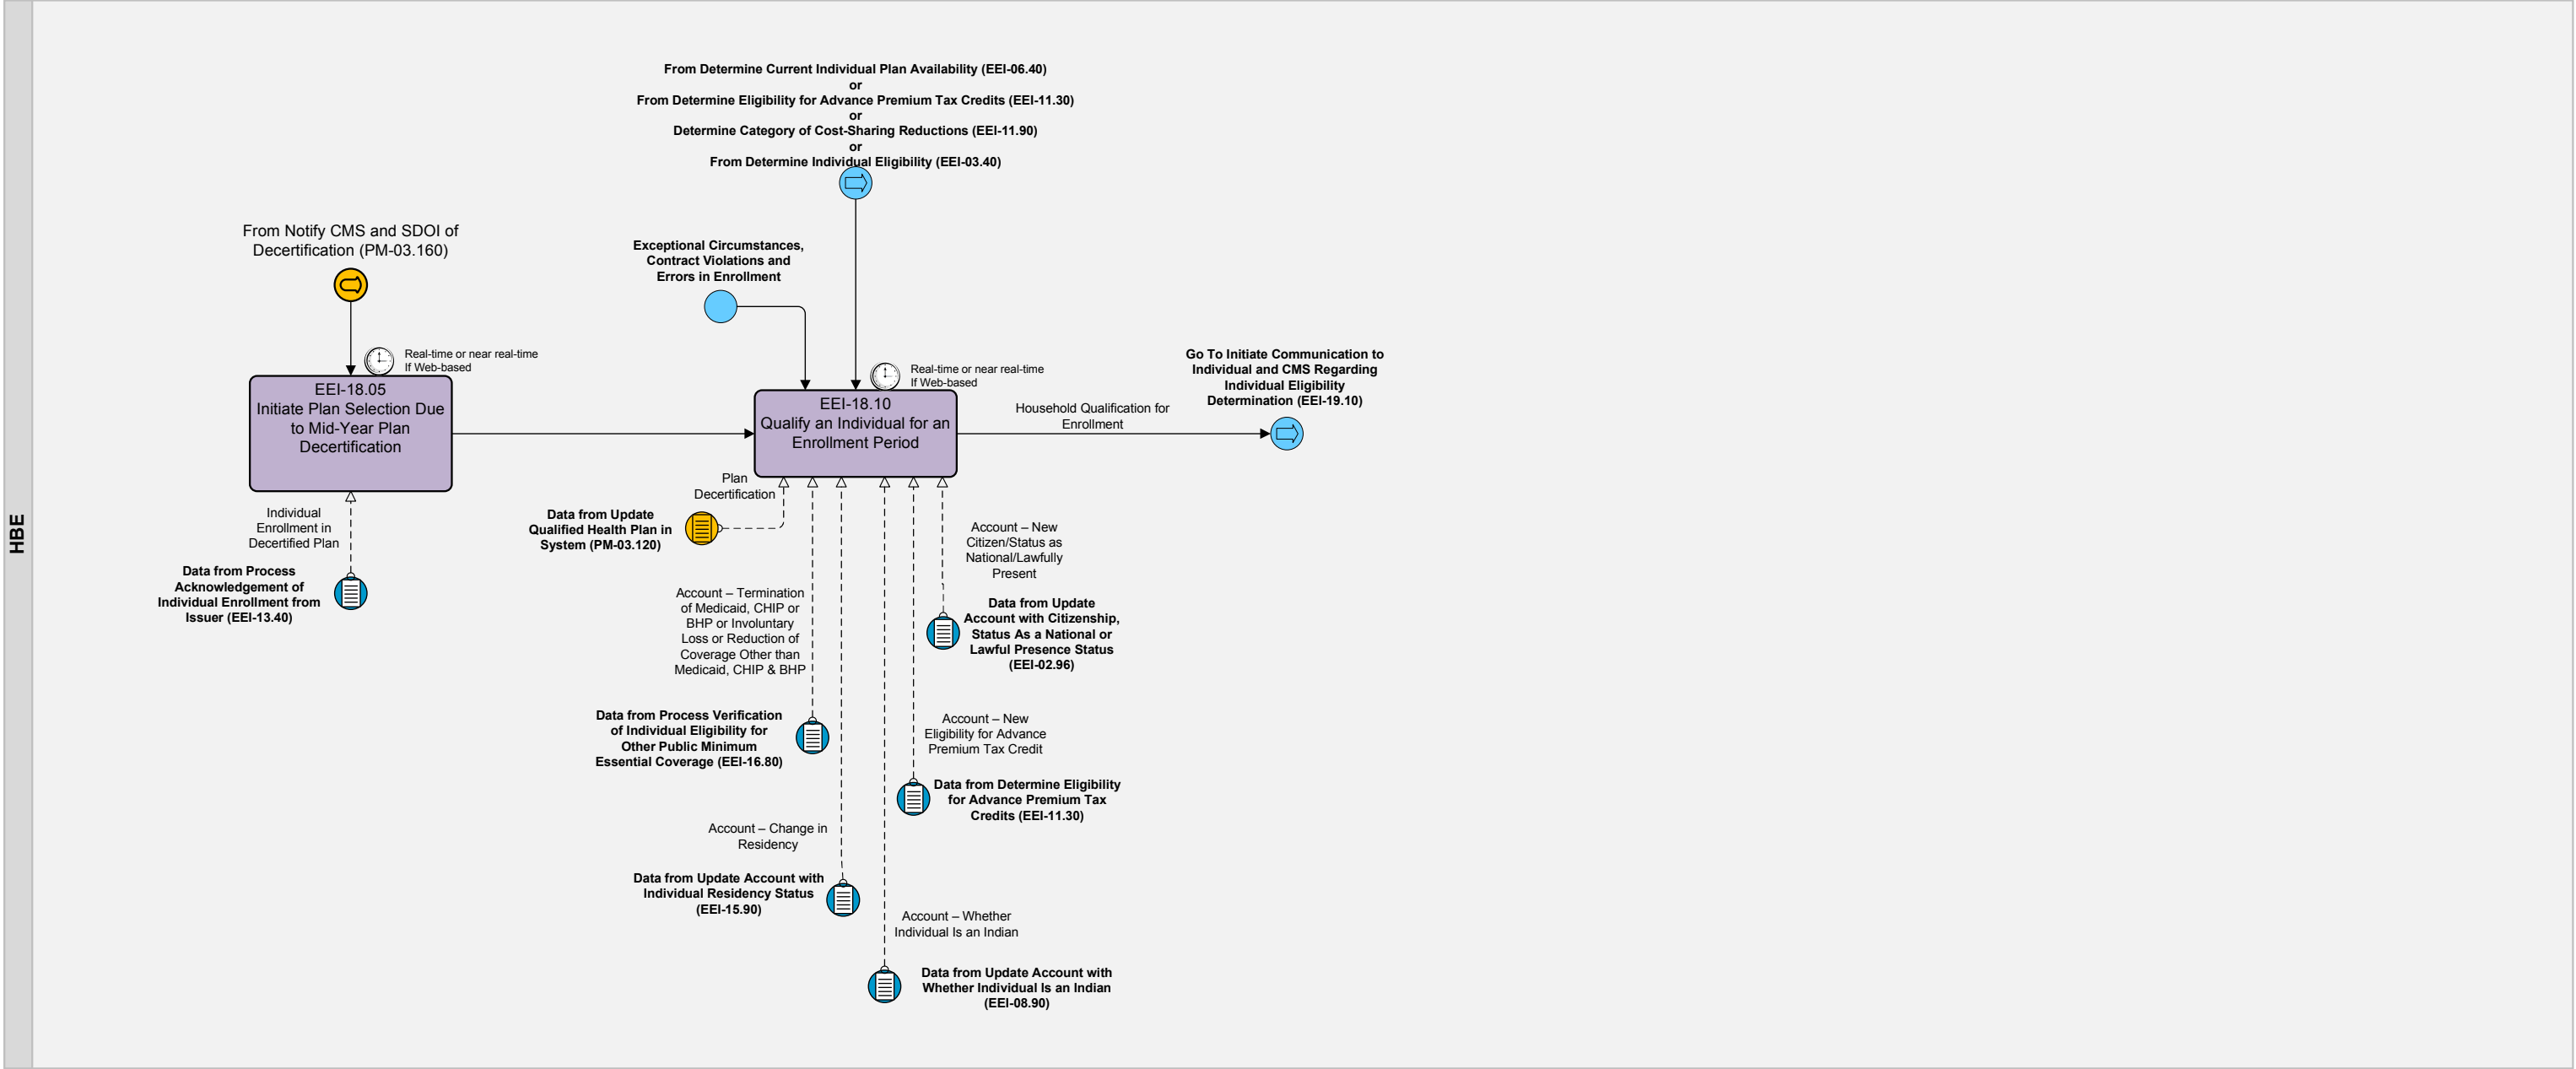 HBE
From Determine Current Individual Plan Availability (EEI-06.40)
or
From Determine Eligibility for Advance Premium Tax Credits (EEI-11.30)
or
Determine Category of Cost-Sharing Reductions (EEI-11.90)
or
From Determine Individual Eligibility (EEI-03.40)
From Notify CMS and SDOI of
Decertification (PM-03.160)
Exceptional Circumstances,
Contract Violations and
Errors in Enrollment
Real-time or near real-time
If Web-based
EEI-18.05
Initiate Plan Selection Due
to Mid-Year Plan
Decertification
Real-time or near real-time
If Web-based
EEI-18.10
Qualify an Individual for an
Enrollment Period
Household Qualification for
Enrollment
Go To Initiate Communication to
Individual and CMS Regarding
Individual Eligibility
Determination (EEI-19.10)
Individual
Enrollment in
Decertified Plan
Data from Process
Acknowledgement of
Individual Enrollment from
Issuer (EEI-13.40)
Plan
Decertification
Data from Update
Qualified Health Plan in
System (PM-03.120)
Account – Termination
of Medicaid, CHIP or
BHP or Involuntary
Loss or Reduction of
Coverage Other than
Medicaid, CHIP & BHP
Data from Process Verification
of Individual Eligibility for
Other Public Minimum
Essential Coverage (EEI-16.80)
Account – Change in
Residency
Data from Update Account with
Individual Residency Status
(EEI-15.90)
Account – Whether
Individual Is an Indian
Data from Update Account with
Whether Individual Is an Indian
(EEI-08.90)
Account – New
Eligibility for Advance
Premium Tax Credit
Data from Determine Eligibility
for Advance Premium Tax
Credits (EEI-11.30)
Account – New
Citizen/Status as
National/Lawfully
Present
Data from Update
Account with Citizenship,
Status As a National or
Lawful Presence Status
(EEI-02.96)